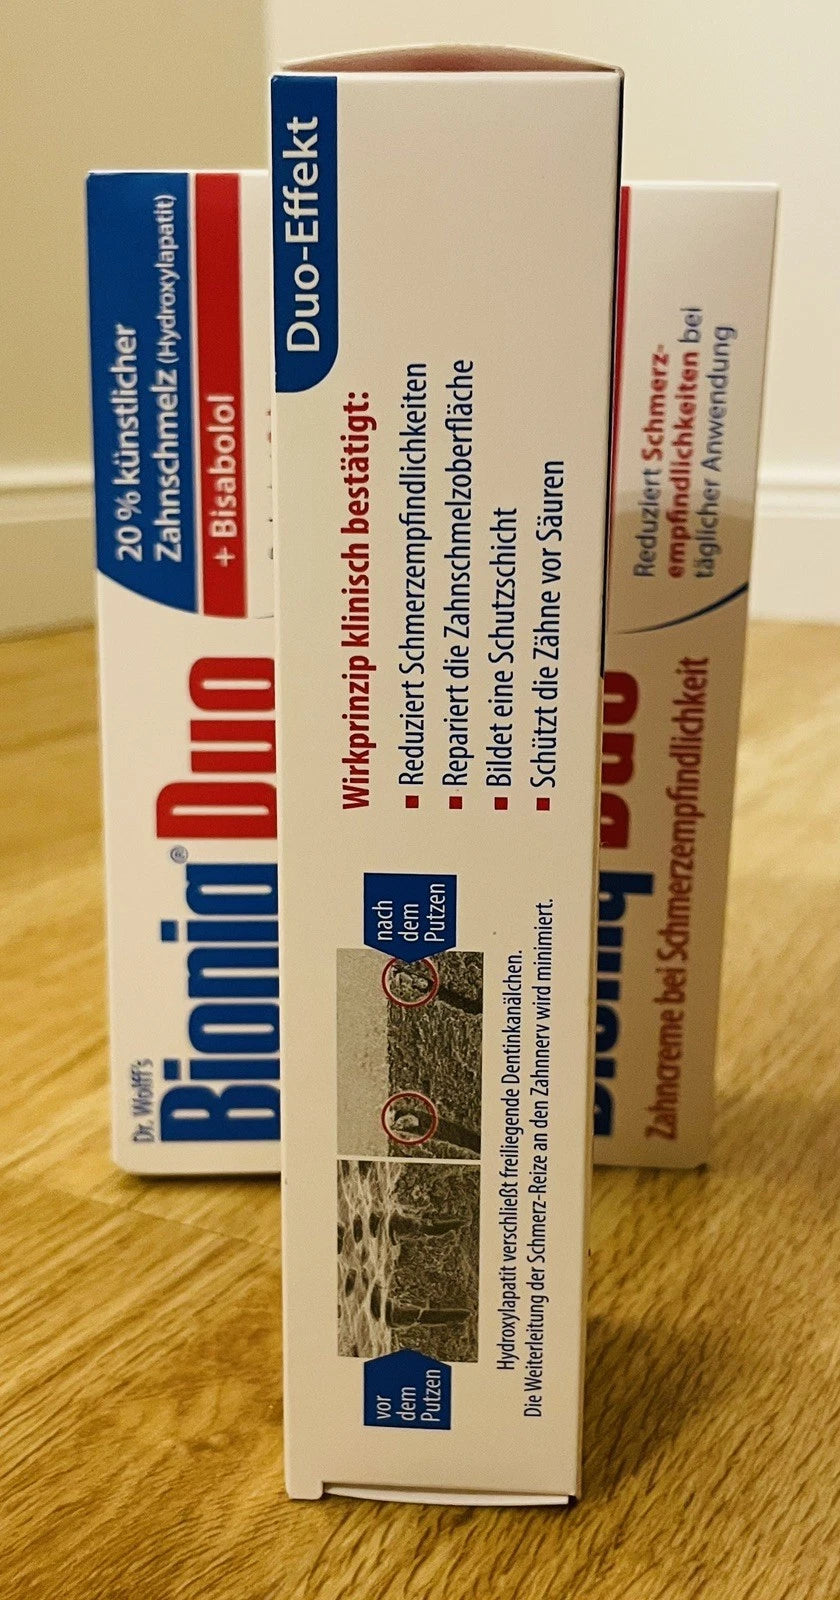 20 % künstlicher
Zahnschmelz (Hydroxylapatit)
+ Bisabolol
Dr. Wolff's
Bioniq® Duo
Duo-Effekt
Wirkprinzip klinisch bestätigt:
▪ Reduziert Schmerzempfindlichkeiten
▪ Repariert die Zahnschmelzoberfläche
▪ Bildet eine Schutzschicht
▪ Schützt die Zähne vor Säuren
vor
dem
Putzen
nach
dem
Putzen
Hydroxylapatit verschließt freiliegende Dentinkanälchen.
Die Weiterleitung der Schmerz-Reize an den Zahnnerv wird minimiert.
Bioniq Duo
Zahncreme bei Schmerzempfindlichkeit
Reduziert Schmerz-
empfindlichkeiten bei
täglicher Anwendung